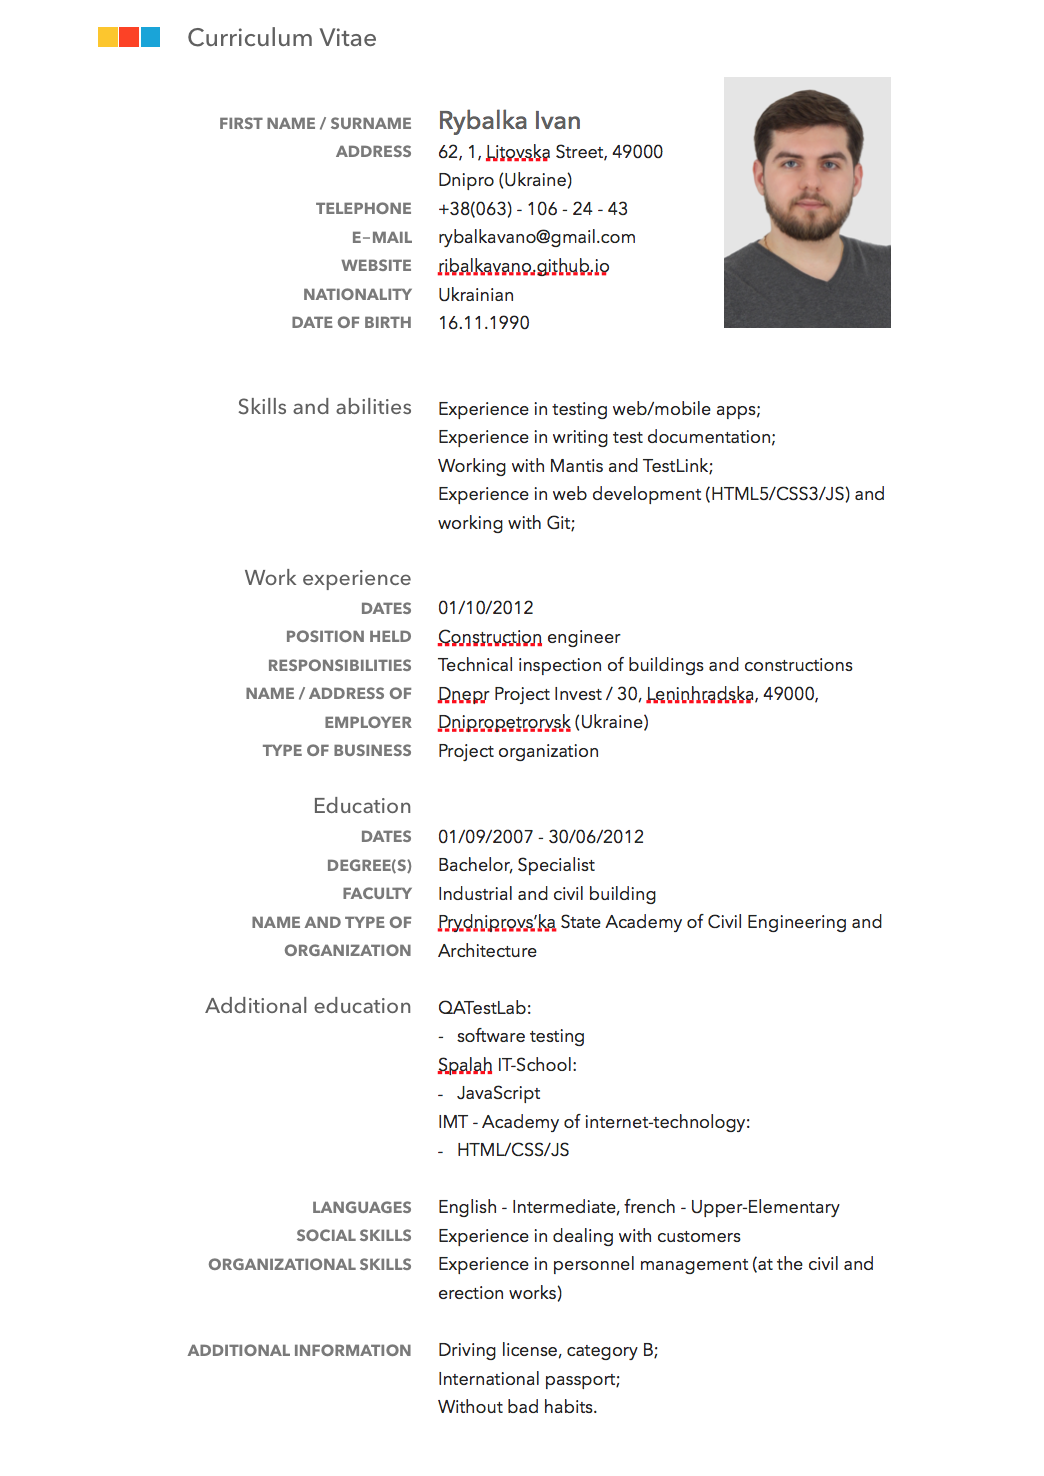 Curriculum Vitae
FIRST NAME / SURNAME Rybalka Ivan
ADDRESS 62, 1, Litovska Street, 49000
Dnipro (Ukraine)
TELEPHONE +38(063) - 106 - 24 - 43
E-MAIL rybalkavano@gmail.com
WEBSITE ribalkavano.github.io
NATIONALITY Ukrainian
DATE OF BIRTH 16.11.1990
Skills and abilities Experience in testing web/mobile apps;
Experience in writing test documentation;
Working with Mantis and TestLink;
Experience in web development (HTML5/CSS3/JS) and
working with Git;
Work experience
DATES 01/10/2012
POSITION HELD Construction engineer
RESPONSIBILITIES Technical inspection of buildings and constructions
NAME / ADDRESS OF Dnepr Project Invest / 30, Leninhradska, 49000,
EMPLOYER Dnipropetrorvsk (Ukraine)
TYPE OF BUSINESS Project organization
Education
DATES 01/09/2007 - 30/06/2012
DEGREE(S) Bachelor, Specialist
FACULTY Industrial and civil building
NAME AND TYPE OF Prydniprovs'ka State Academy of Civil Engineering and
ORGANIZATION Architecture
Additional education QATestLab:
- software testing
Spalah IT-School:
- JavaScript
IMT - Academy of internet-technology:
- HTML/CSS/JS
LANGUAGES English - Intermediate, french - Upper-Elementary
SOCIAL SKILLS Experience in dealing with customers
ORGANIZATIONAL SKILLS Experience in personnel management (at the civil and
erection works)
ADDITIONAL INFORMATION Driving license, category B;
International passport;
Without bad habits.